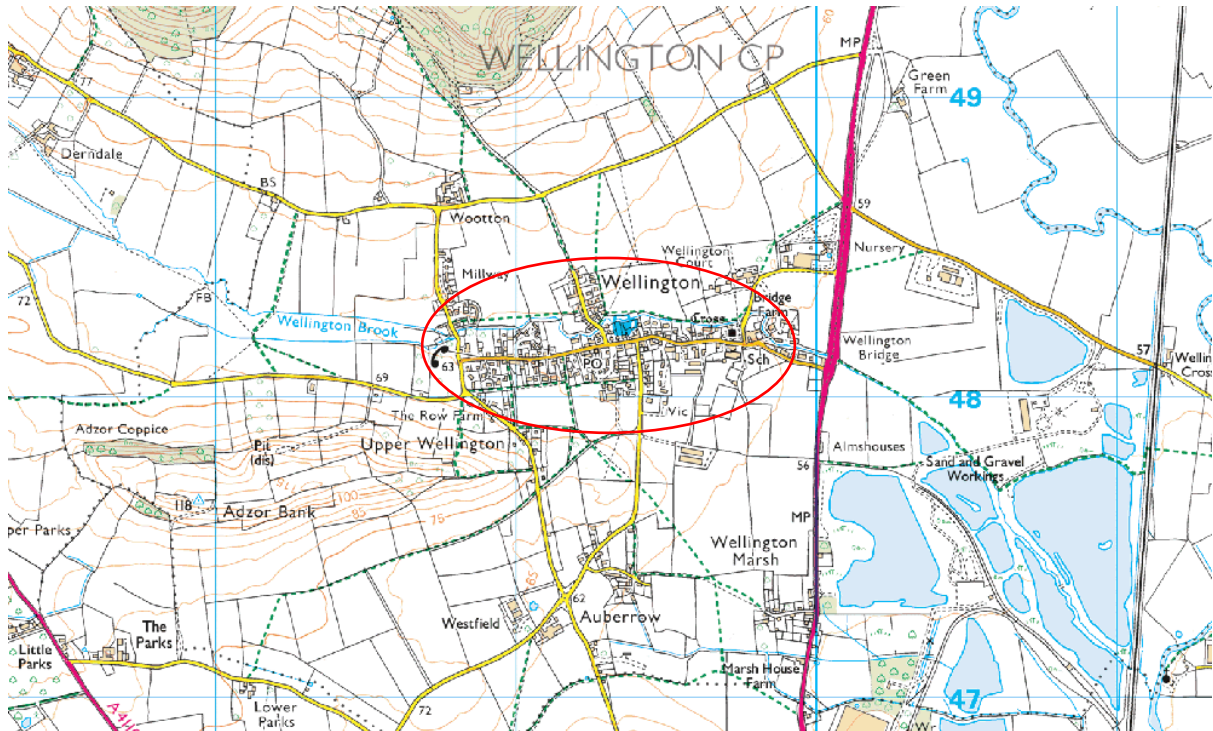 WELLINGTON CP
MP
Green
Farm
49
77
Derndale
BS
Wootton
59
Nursery
Wellington
Court
Millway
Wellington
72
FB
Bridge
Farm
Cross
Wellington Brook
Wellington
Bridge
PO
Sch
63
57
69
48
The Row Farm
Vic
Adzor Coppice
Pit
(dis)
Upper Wellington
Almshouses
56
Sand and Gravel
Workings
118
100
85
75
Adzor Bank
MP
Wellington
Marsh
62
Westfield
Auberrow
The
Parks
Little
Parks
Marsh House
Farm
Lower
Parks
72
47
Wr